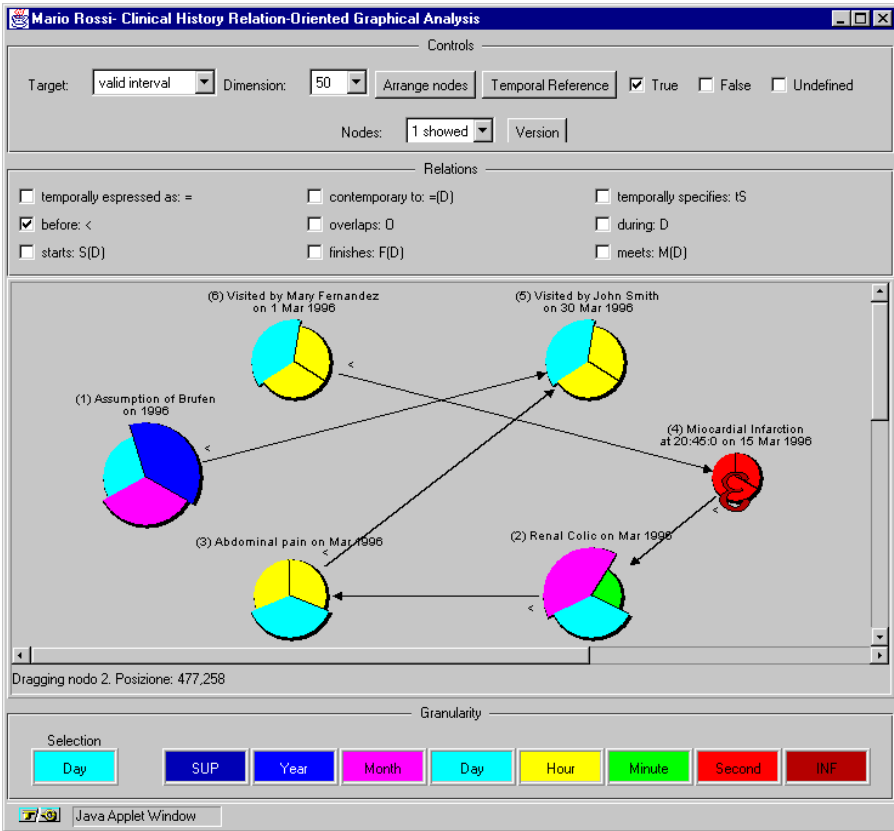 Mario Rossi- Clinical History Relation-Oriented Graphical Analysis
Controls
Target: valid interval Dimension: 50 Arrange nodes Temporal Reference True False Undefined
Nodes: 1 showed Version
Relations
temporally espressed as: = contemporary to: =(D) temporally specifies: tS
before: < overlaps: O during: D
starts: S(D) finishes: F(D) meets: M(D)
(6) Visited by Mary Fernandez
on 1 Mar 1996
(5) Visited by John Smith
on 30 Mar 1996
<
(1) Assumption of Brufen
on 1996
<
(4) Miocardial Infarction
at 20:45:0 on 15 Mar 1996
<
(3) Abdominal pain on Mar 1996
<
(2) Renal Colic on Mar 1996
<
Dragging nodo 2. Posizione: 477,258
Granularity
Selection
Day SUP Year Month Day Hour Minute Second INF
Java Applet Window